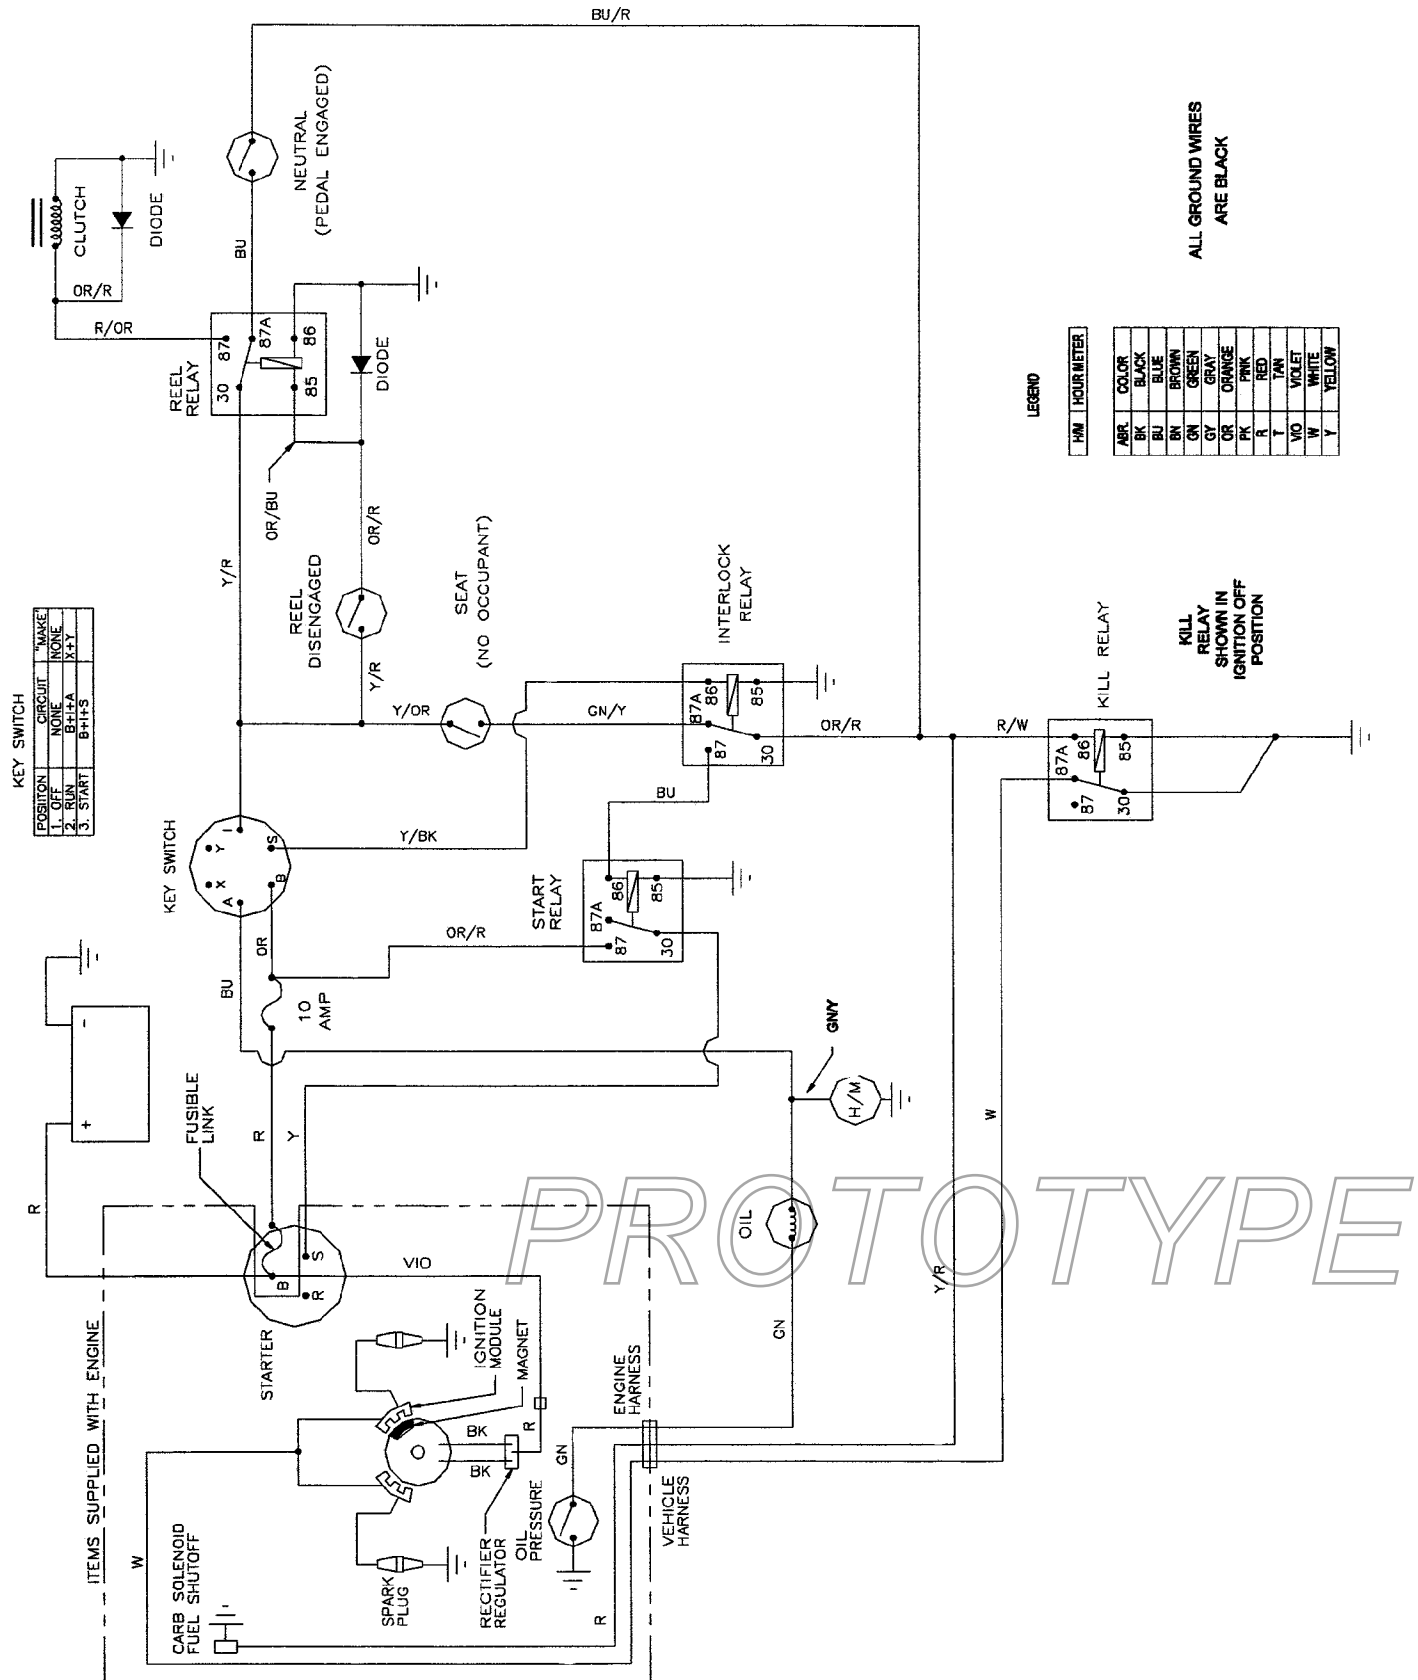 BU/R
NEUTRAL
(PEDAL ENGAGED)
CLUTCH
DIODE
OR/R
R/OR
BU
REEL
RELAY
30
87
87A
85
86
DIODE
OR/BU
OR/R
Y/R
REEL
DISENGAGED
Y/R
SEAT
(NO OCCUPANT)
Y/OR
GN/Y
INTERLOCK
RELAY
87A
86
85
87
30
OR/R
R/W
KILL RELAY
87A
86
85
87
30
KILL
RELAY
SHOWN IN
IGNITION OFF
POSITION
ALL GROUND WIRES
ARE BLACK
LEGEND
H/M HOUR METER
ABR. COLOR
BK BLACK
BU BLUE
BN BROWN
GN GREEN
GY GRAY
OR ORANGE
PK PINK
R RED
T TAN
VIO VIOLET
W WHITE
Y YELLOW
KEY SWITCH
POSIITON CIRCUIT "MAKE"
1. OFF NONE NONE
2. RUN B+I+A X+Y
3. START B+I+S
KEY SWITCH
X
Y
I
A
B
S
Y/BK
BU
START
RELAY
87A
86
85
87
30
OR
OR/R
BU
10
AMP
+
-
R
FUSIBLE
LINK
R
Y
GN/Y
H/M
W
OIL
Y/R
GN
PROTOTYPE
ITEMS SUPPLIED WITH ENGINE
STARTER
B
S
R
VIO
IGNITION
MODULE
MAGNET
BK
BK
R
ENGINE
HARNESS
VEHICLE
HARNESS
GN
OIL
PRESSURE
RECTIFIER
REGULATOR
SPARK
PLUG
W
CARB SOLENOID
FUEL SHUTOFF
R